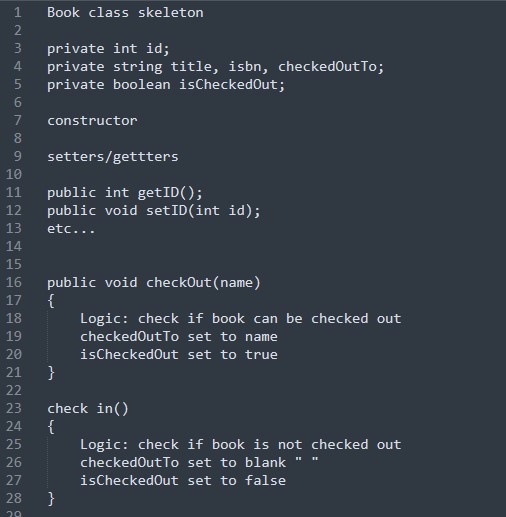 1 Book class skeleton
2
3 private int id;
4 private string title, isbn, checkedOutTo;
5 private boolean isCheckedOut;
6
7 constructor
8
9 setters/gettters
10
11 public int getID();
12 public void setID(int id);
13 etc...
14
15
16 public void checkOut(name)
17 {
18     Logic: check if book can be checked out
19     checkedOutTo set to name
20     isCheckedOut set to true
21 }
22
23 check in()
24 {
25     Logic: check if book is not checked out
26     checkedOutTo set to blank " "
27     isCheckedOut set to false
28 }
29